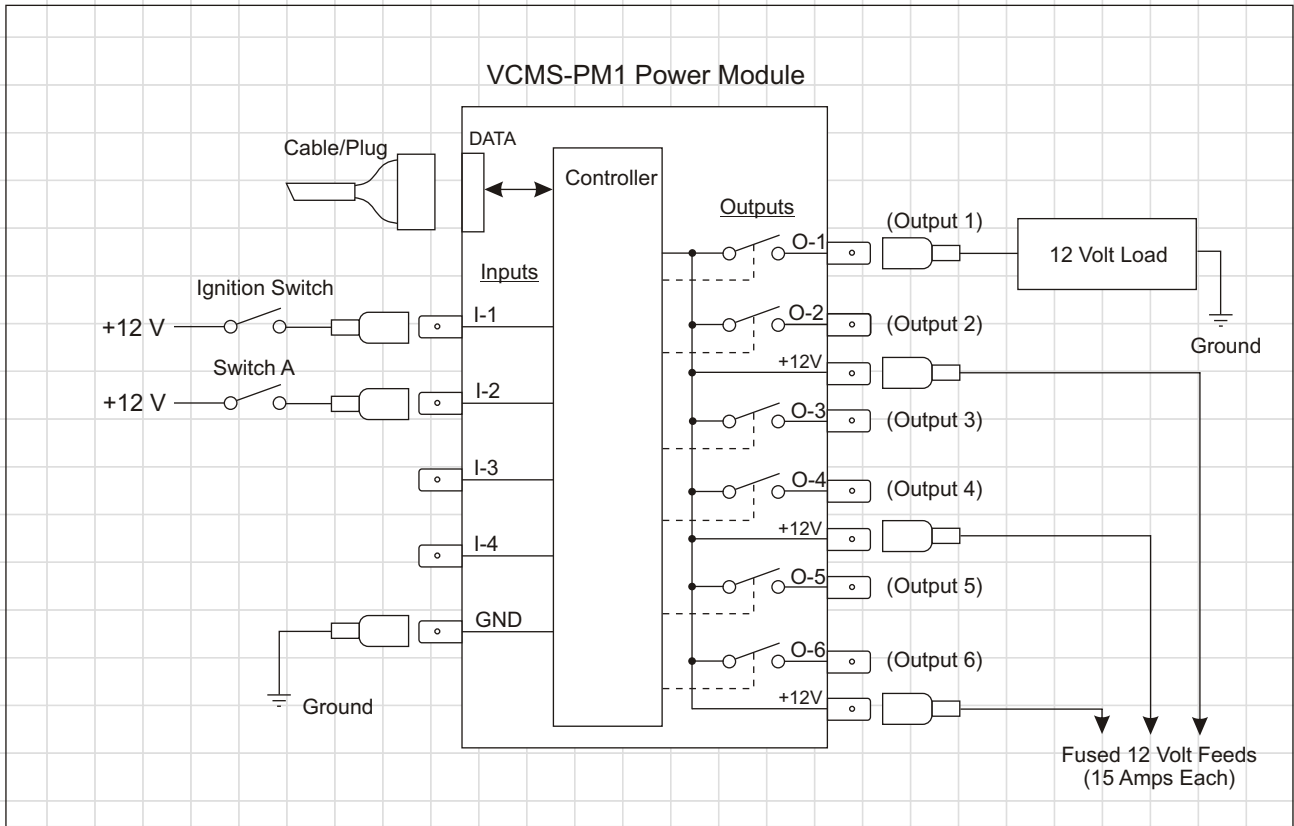 VCMS-PM1 Power Module
Cable/Plug
DATA
Controller
Ignition Switch
+12 V
Switch A
+12 V
Inputs
I-1
I-2
I-3
I-4
GND
Ground
Outputs
O-1
(Output 1)
12 Volt Load
Ground
O-2
(Output 2)
+12V
O-3
(Output 3)
O-4
(Output 4)
+12V
O-5
(Output 5)
O-6
(Output 6)
+12V
Fused 12 Volt Feeds
(15 Amps Each)